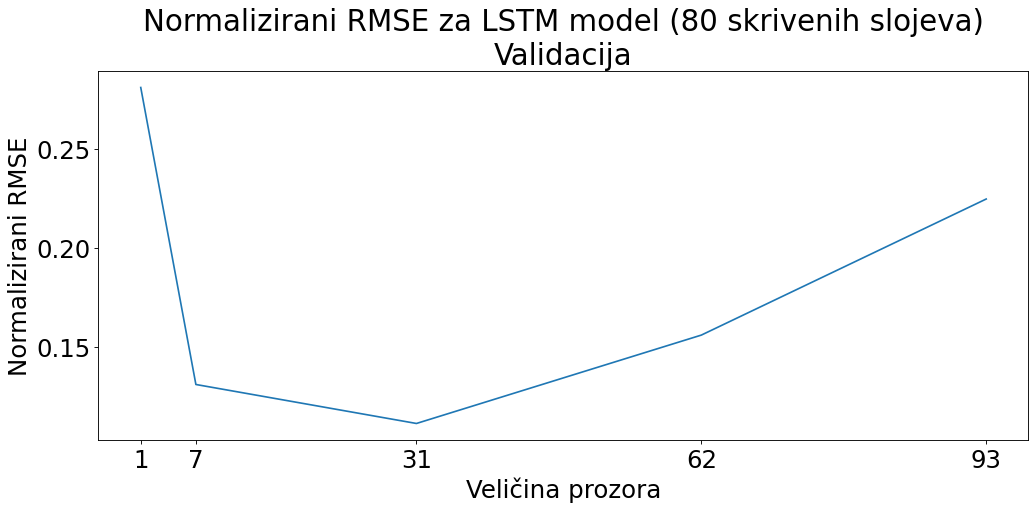 Normalizirani RMSE za LSTM model (80 skrivenih slojeva)
Validacija
Normalizirani RMSE
0.25
0.20
0.15
1 7 31 62 93
Veličina prozora